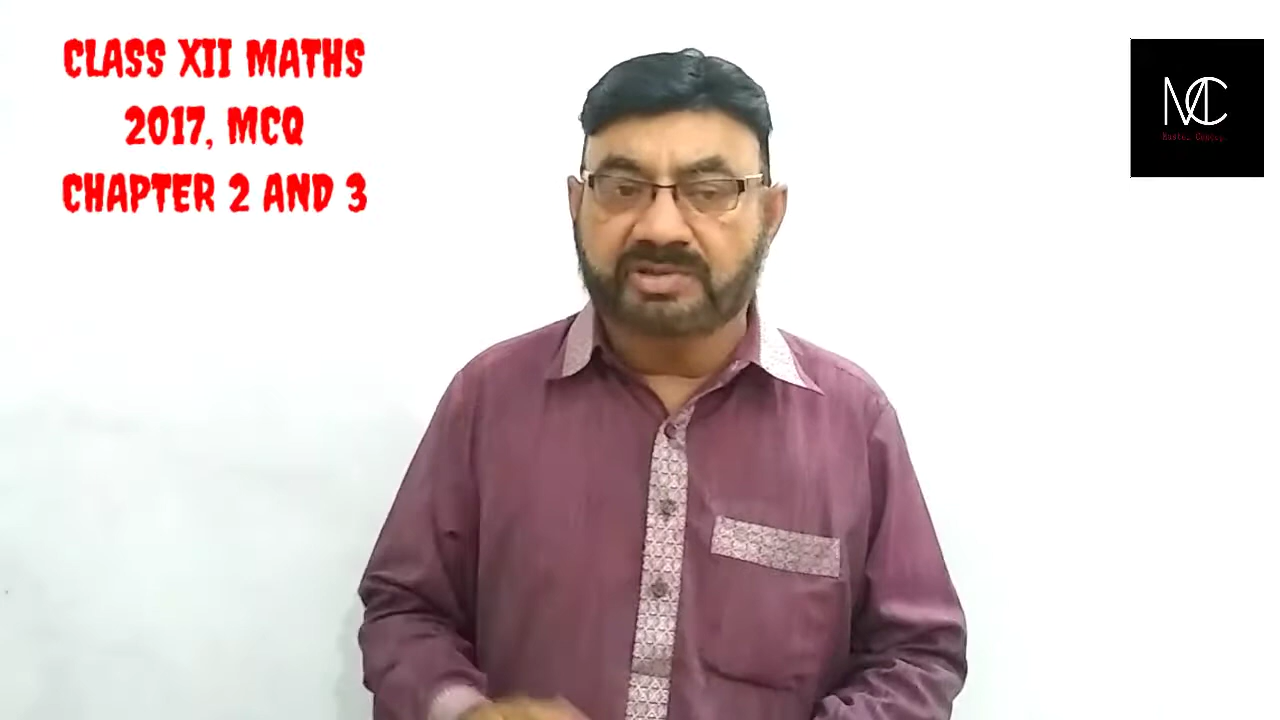 CLASS XII MATHS
2017, MCQ
CHAPTER 2 AND 3
MC